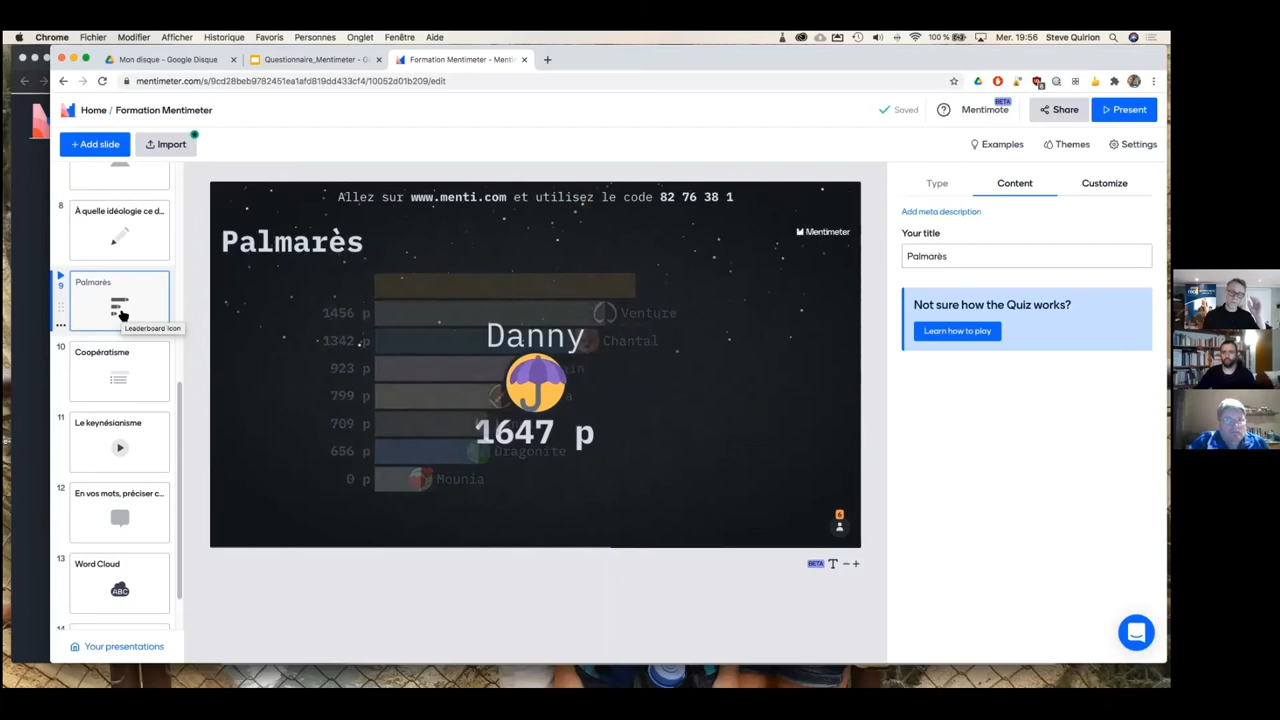 Chrome Fichier Modifier Afficher Historique Favoris Personnes Onglet Fenêtre Aide 100 % Mer. 19:56 Steve Quirion
Mon disque - Google Disque Questionnaire_Mentimeter - G Formation Mentimeter - Menti
mentimeter.com/s/9cd28beb9782451ea1afd819dd433cf4/10052d01b209/edit
Home / Formation Mentimeter Saved Mentimote BETA Share Present
+ Add slide Import Examples Themes Settings
8 À quelle idéologie ce d...
9 Palmarès
Leaderboard Icon
10 Coopératisme
11 Le keynésianisme
12 En vos mots, préciser c...
13 Word Cloud
ABC
14
Your presentations
Allez sur www.menti.com et utilisez le code 82 76 38 1
Palmarès
Mentimeter
1456 p Venture
Danny
1342 p Chantal
923 p
799 p
709 p
1647 p
656 p Dragonite
0 p Mounia
6
BETA T − +
Type Content Customize
Add meta description
Your title
Palmarès
Not sure how the Quiz works?
Learn how to play